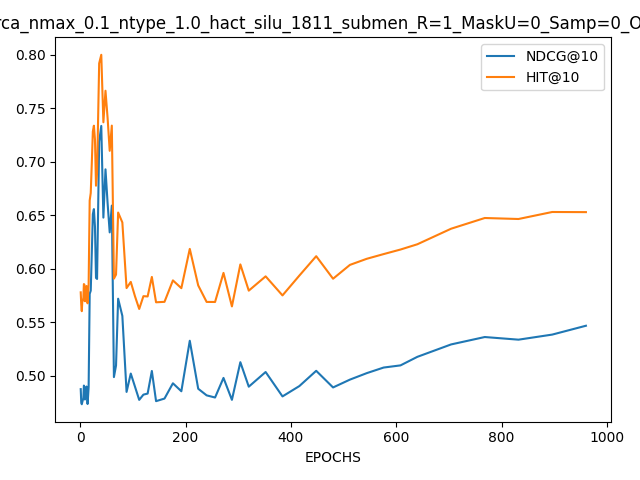 rca_nmax_0.1_ntype_1.0_hact_silu_1811_submen_R=1_MaskU=0_Samp=0_O
NDCG@10
HIT@10
0.80
0.75
0.70
0.65
0.60
0.55
0.50
0 200 400 600 800 1000
EPOCHS